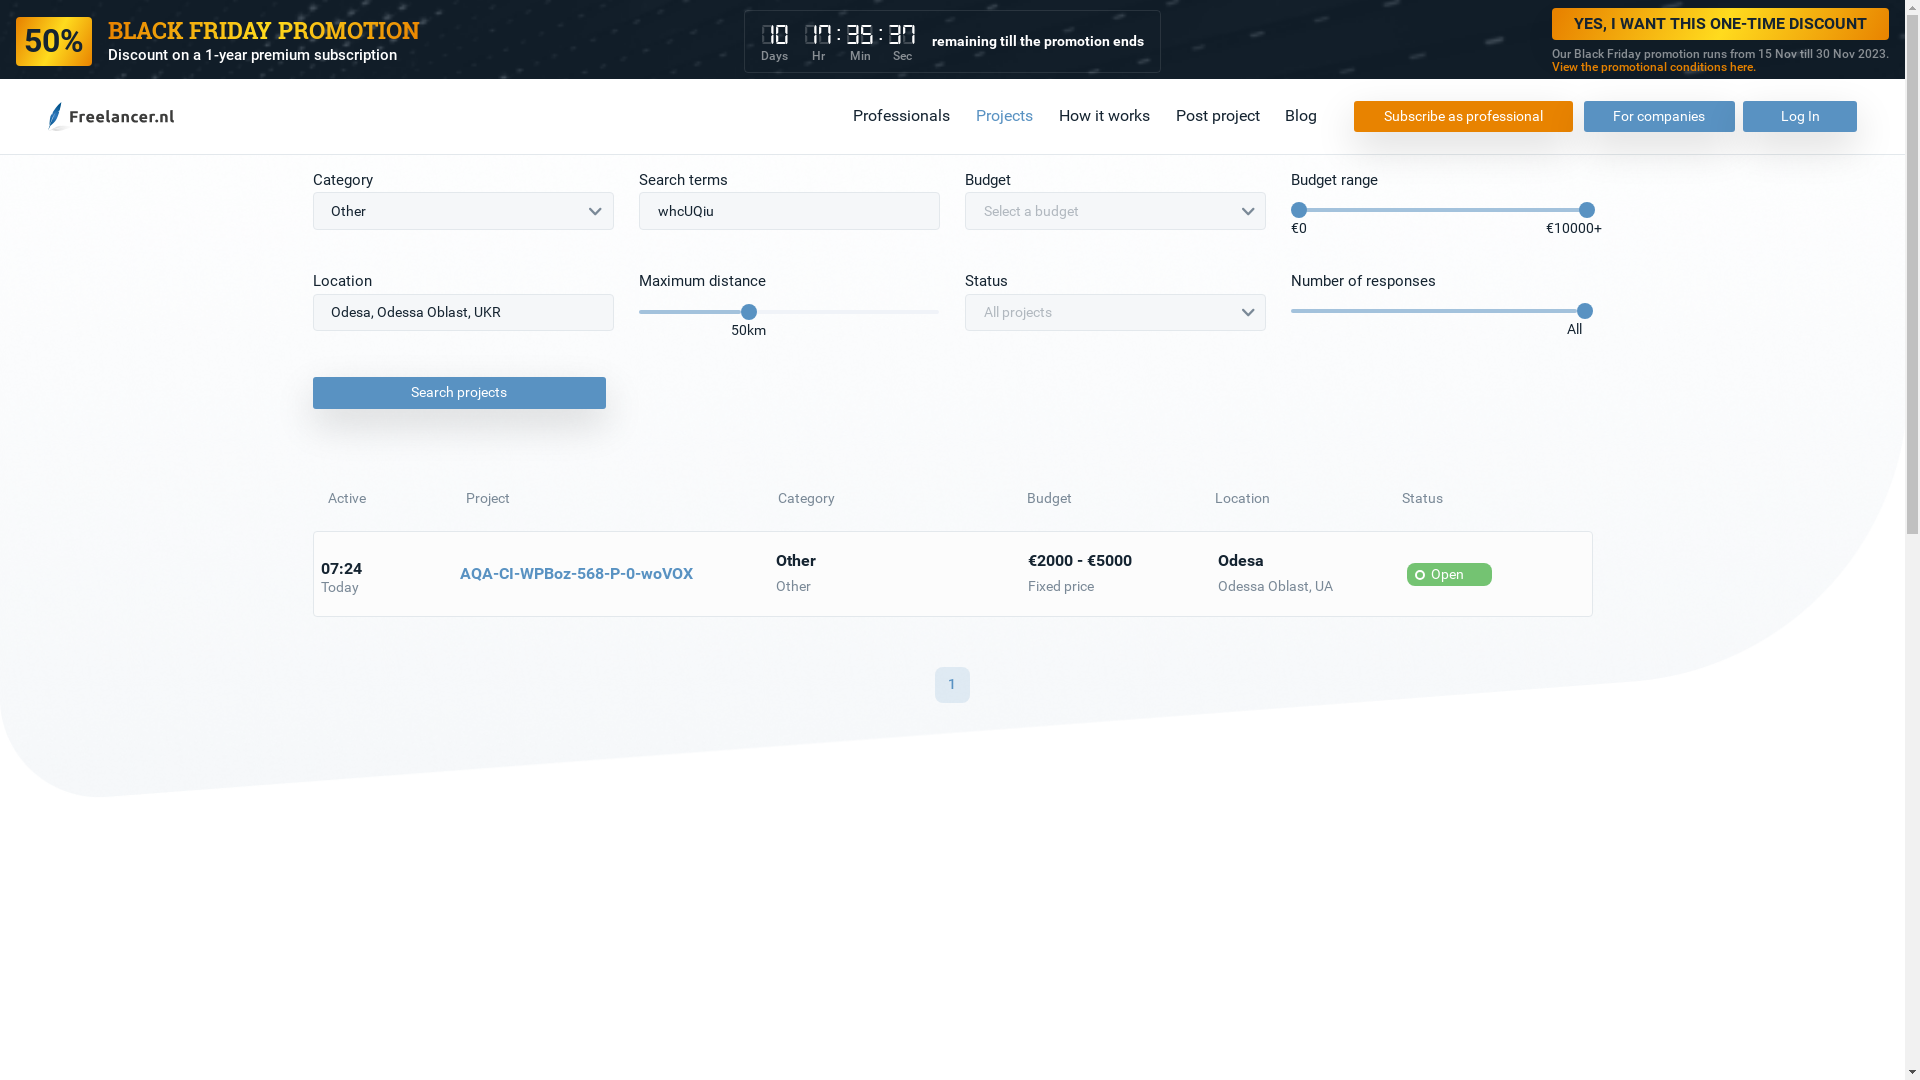 50%
BLACK FRIDAY PROMOTION
Discount on a 1-year premium subscription
10 17 : 35 : 37
Days Hr Min Sec
remaining till the promotion ends
YES, I WANT THIS ONE-TIME DISCOUNT
Our Black Friday promotion runs from 15 Nov till 30 Nov 2023.
View the promotional conditions here.
Freelancer.nl
Professionals Projects How it works Post project Blog Subscribe as professional For companies Log In
Category Search terms Budget Budget range
Other whcUQiu Select a budget
€0 €10000+
Location Maximum distance Status Number of responses
Odesa, Odessa Oblast, UKR All projects
50km All
Search projects
Active Project Category Budget Location Status
07:24 AQA-CI-WPBoz-568-P-0-woVOX Other €2000 - €5000 Odesa Open
Today Other Fixed price Odessa Oblast, UA
1